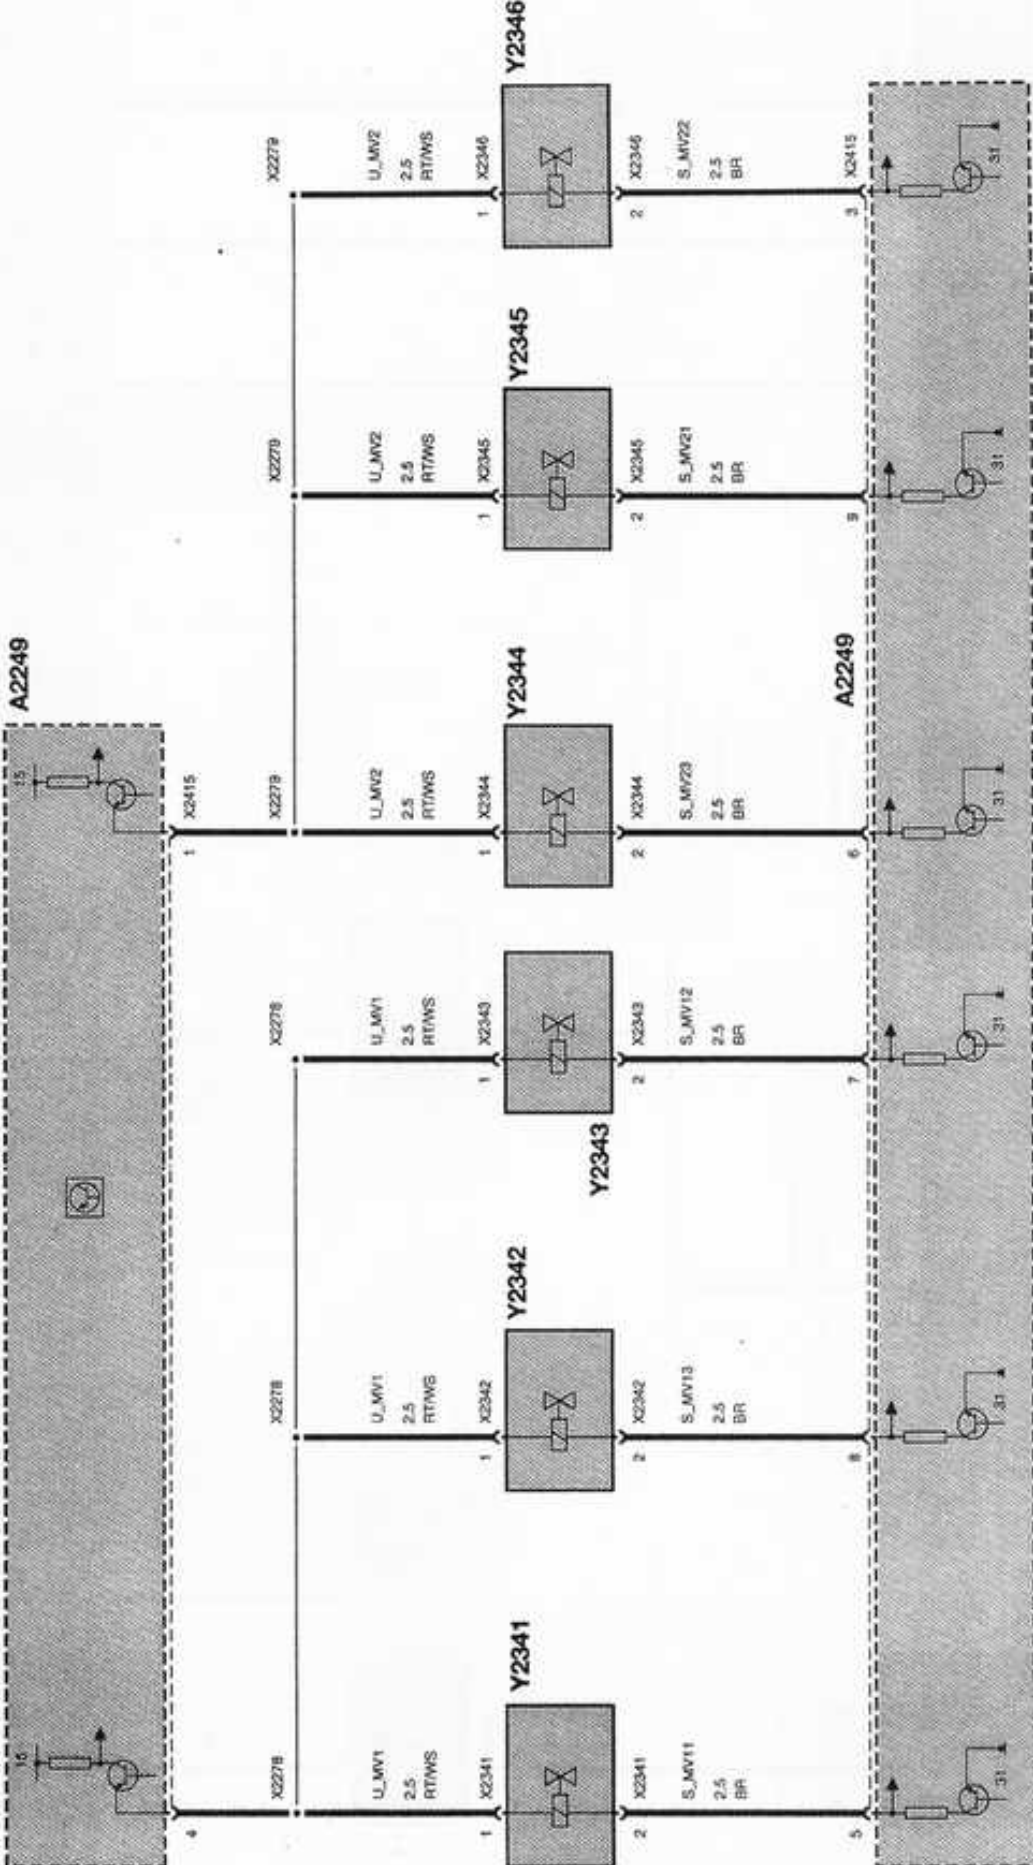 A2249
15
15
4
1
X2415
X2278
X2278
X2278
X2279
X2279
X2279
U_MV1
2.5
RT/WS
U_MV1
2.5
RT/WS
U_MV1
2.5
RT/WS
U_MV2
2.5
RT/WS
U_MV2
2.5
RT/WS
U_MV2
2.5
RT/WS
1
X2341
1
X2342
1
X2343
1
X2344
1
X2345
1
X2346
Y2341
Y2342
Y2343
Y2344
Y2345
Y2346
2
X2341
2
X2342
2
X2343
2
X2344
2
X2345
2
X2346
S_MV11
2.5
BR
S_MV13
2.5
BR
S_MV12
2.5
BR
S_MV23
2.5
BR
S_MV21
2.5
BR
S_MV22
2.5
BR
5
8
7
6
9
3
X2415
A2249
31
31
31
31
31
31